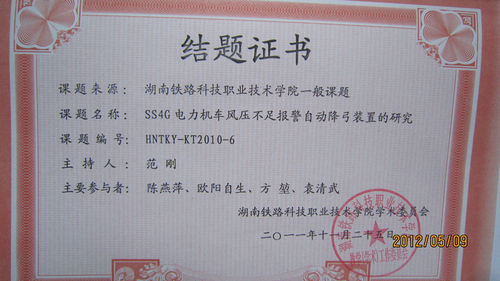 结题证书
课题来源：湖南铁路科技职业技术学院一般课题
课题名称：SS4G电力机车风压不足报警自动降弓装置的研究
课题编号：HNTKY-KT2010-6
主持人：范刚
主要参与者：陈燕萍、欧阳自生、方堃、袁清武
湖南铁路科技职业技术学院学术委员会
二〇一一年十一月二十五日
2012/05/09